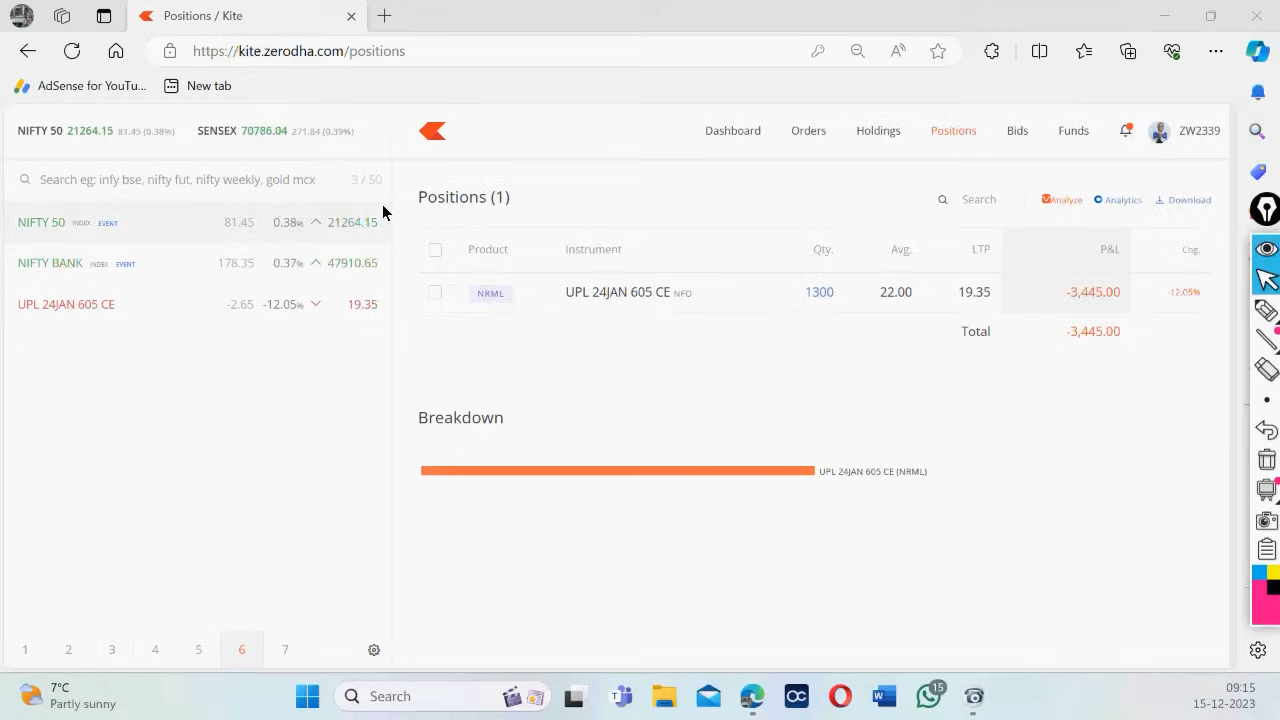 Positions / Kite
https://kite.zerodha.com/positions
AdSense for YouTu...
New tab
NIFTY 50 21264.15 81.45 (0.38%) SENSEX 70786.04 271.84 (0.39%)
Dashboard Orders Holdings Positions Bids Funds ZW2339
Search eg: infy bse, nifty fut, nifty weekly, gold mcx 3 / 50
NIFTY 50 INDEX EVENT 81.45 0.38% 21264.15
NIFTY BANK INDEX EVENT 178.35 0.37% 47910.65
UPL 24JAN 605 CE -2.65 -12.05% 19.35
1 2 3 4 5 6 7
Positions (1) Search Analyze Analytics Download
Product Instrument Qty. Avg. LTP P&L Chg.
NRML UPL 24JAN 605 CE NFO 1300 22.00 19.35 -3,445.00 -12.05%
Total -3,445.00
Breakdown
UPL 24JAN 605 CE (NRML)
7°C
Partly sunny
Search
15
09:15
15-12-2023